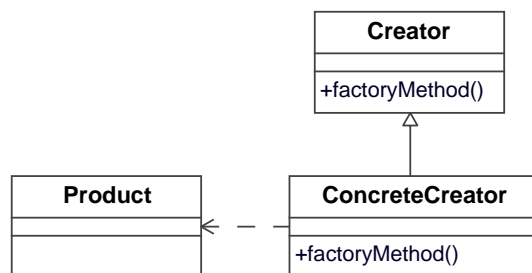 Creator
+factoryMethod()
Product
ConcreteCreator
+factoryMethod()